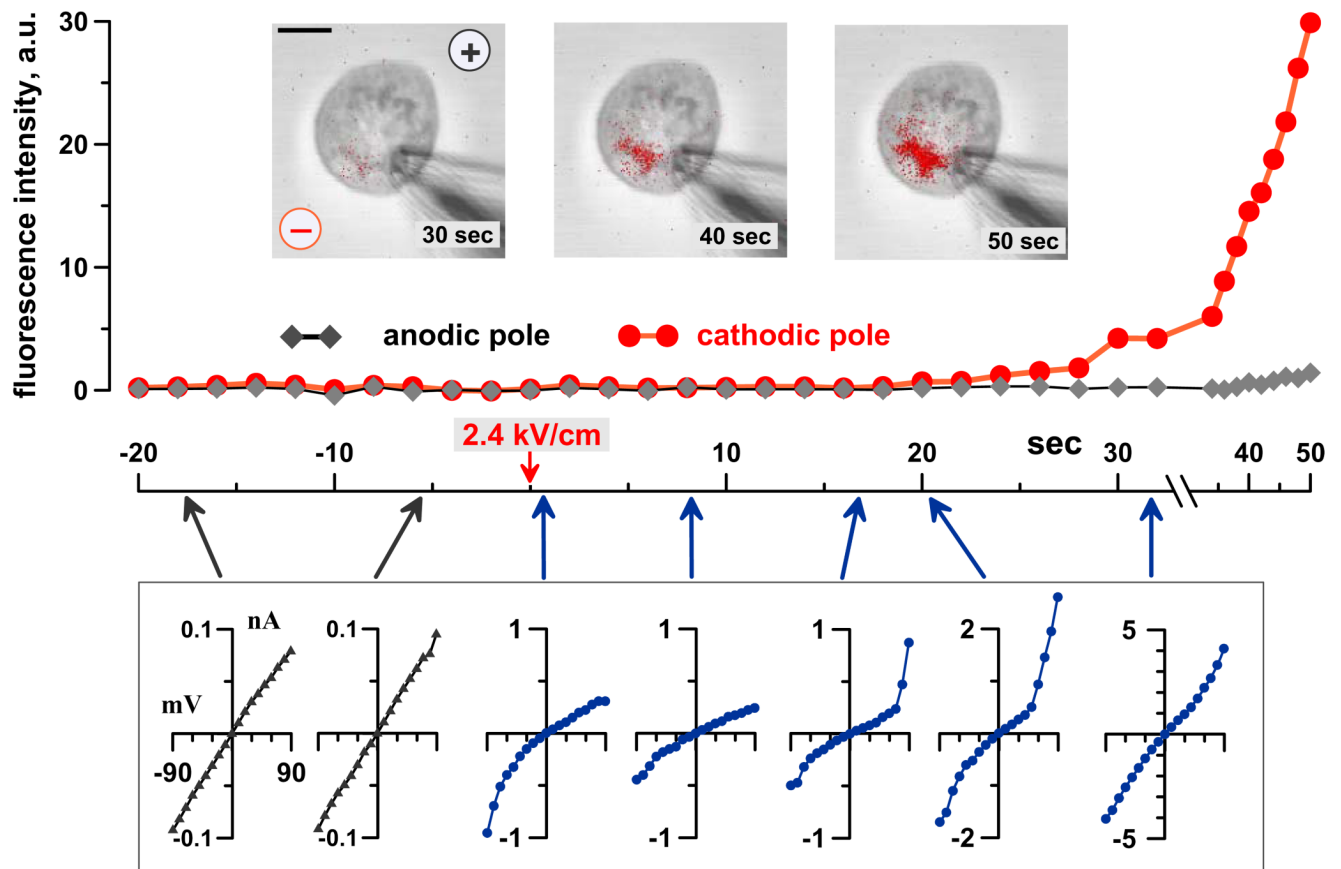 fluorescence intensity, a.u.
30
20
10
0
+
−
30 sec
40 sec
50 sec
anodic pole
cathodic pole
2.4 kV/cm
sec
-20
-10
10
20
30
40
50
nA
mV
0.1
-0.1
-90
90
0.1
-0.1
1
-1
1
-1
1
-1
2
-2
5
-5